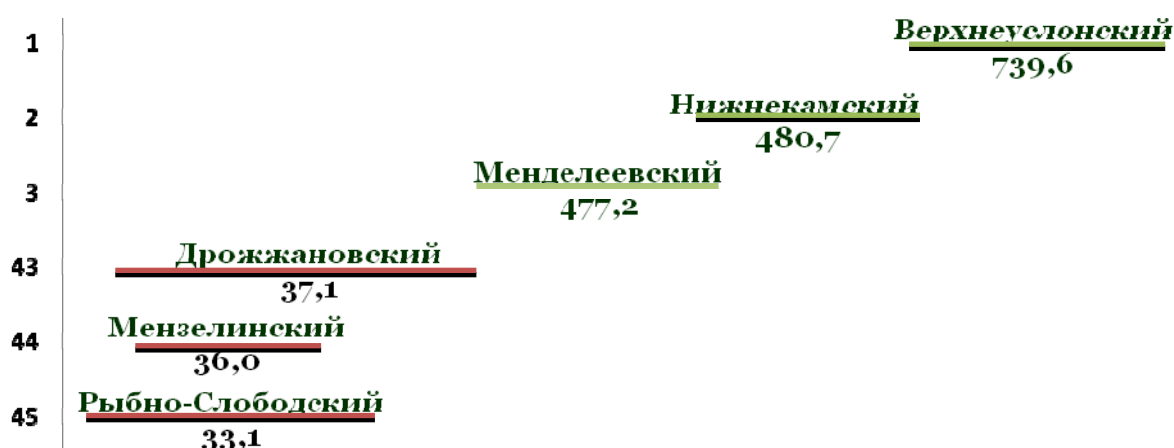 1 Верхнеуслонский
739,6
2 Нижнекамский
480,7
3 Менделеевский
477,2
43 Дрожжановский
37,1
44 Мензелинский
36,0
45 Рыбно-Слободский
33,1